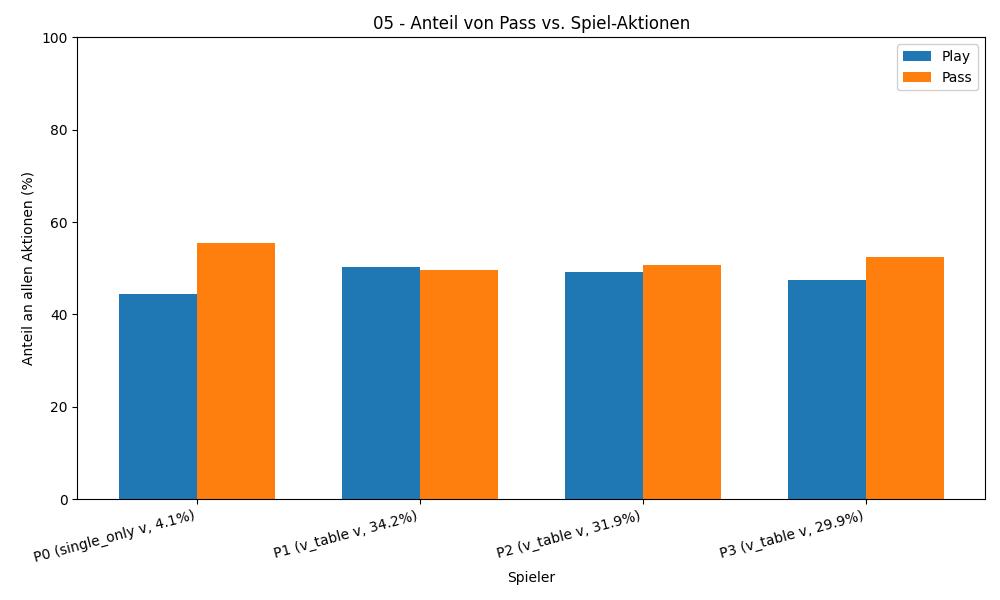 05 - Anteil von Pass vs. Spiel-Aktionen
Play
Pass
Anteil an allen Aktionen (%)
100
80
60
40
20
0
P0 (single_only v, 4.1%)
P1 (v_table v, 34.2%)
P2 (v_table v, 31.9%)
P3 (v_table v, 29.9%)
Spieler